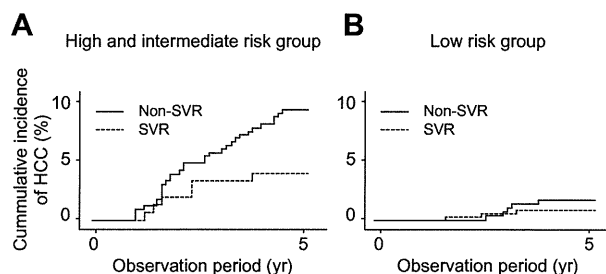 A
High and intermediate risk group
Cummulative incidence
of HCC (%)
10
5
0
Non-SVR
SVR
0
5
Observation period (yr)
B
Low risk group
10
5
0
Non-SVR
SVR
0
5
Observation period (yr)